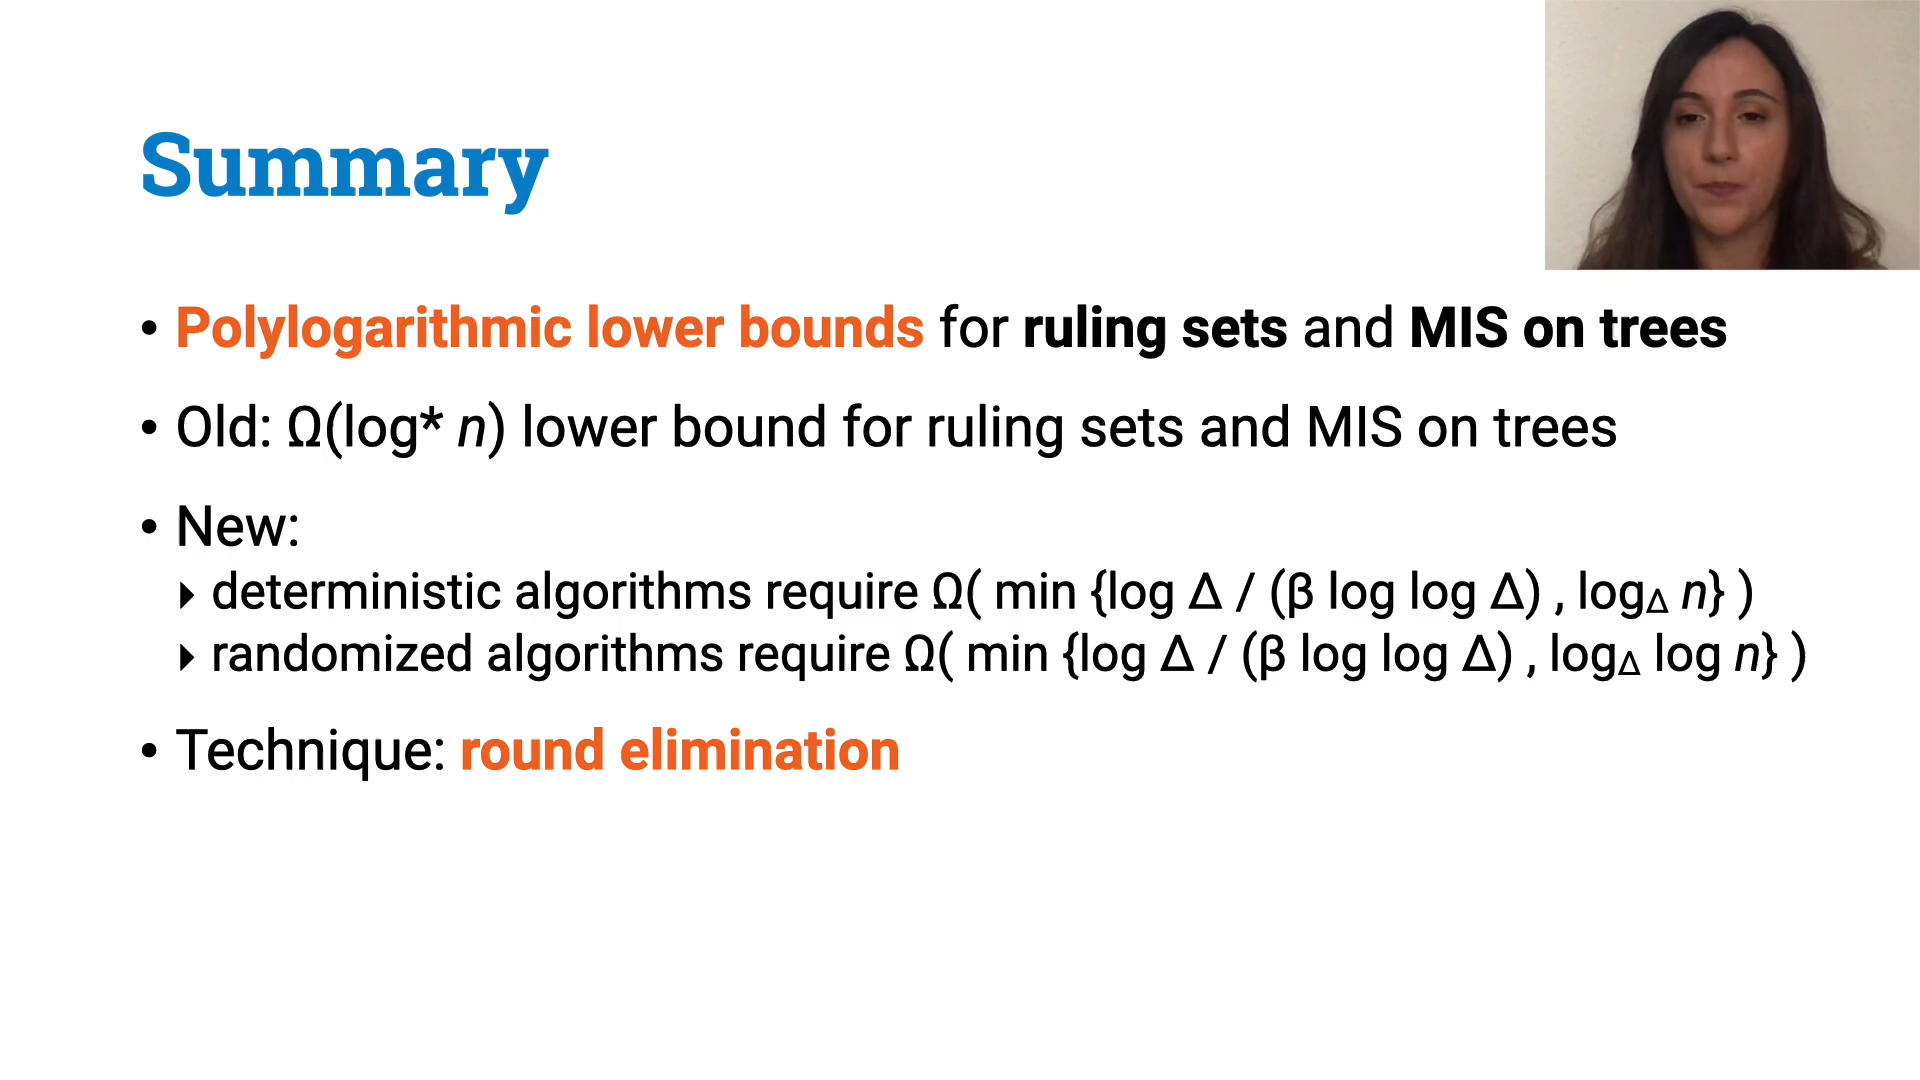 Summary
• Polylogarithmic lower bounds for ruling sets and MIS on trees
• Old: Ω(log* n) lower bound for ruling sets and MIS on trees
• New:
‣ deterministic algorithms require Ω( min {log Δ / (β log log Δ) , log_Δ n} )
‣ randomized algorithms require Ω( min {log Δ / (β log log Δ) , log_Δ log n} )
• Technique: round elimination